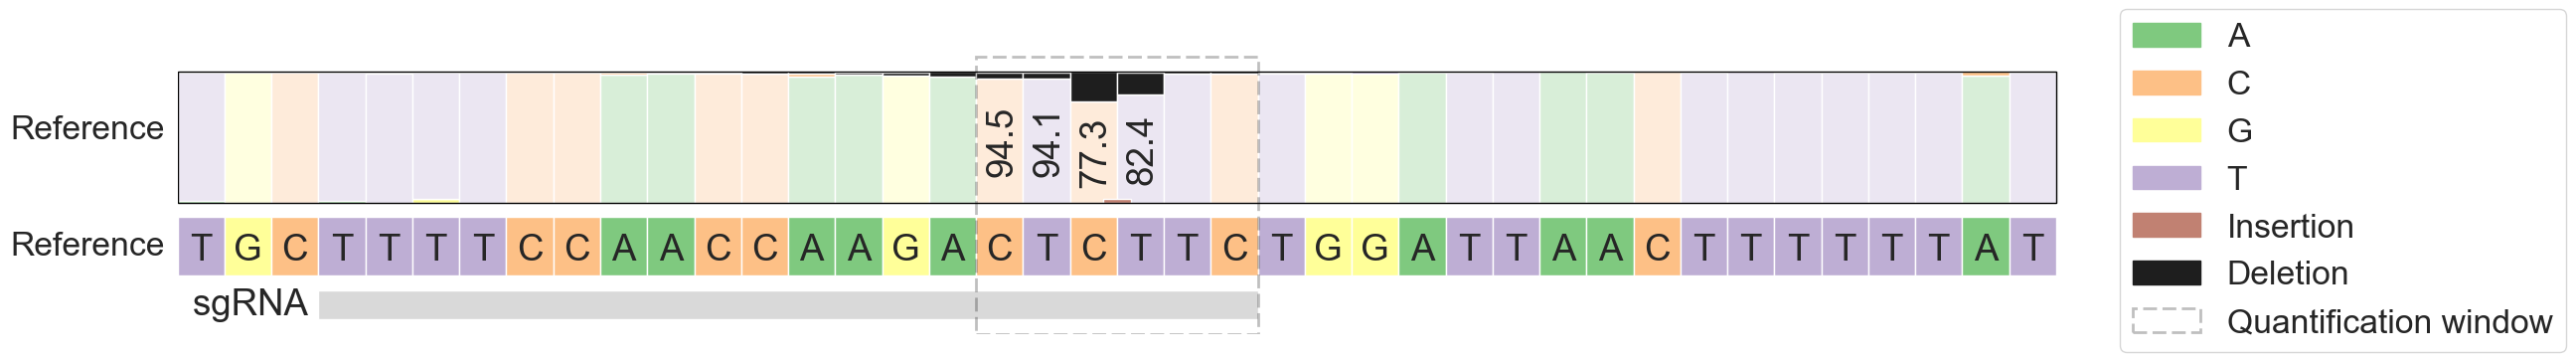 Reference
94.5 94.1 77.3 82.4
Reference T G C T T T T C C A A C C A A G A C T C T T C T G G A T T A A C T T T T T T A T
sgRNA
A
C
G
T
Insertion
Deletion
Quantification window